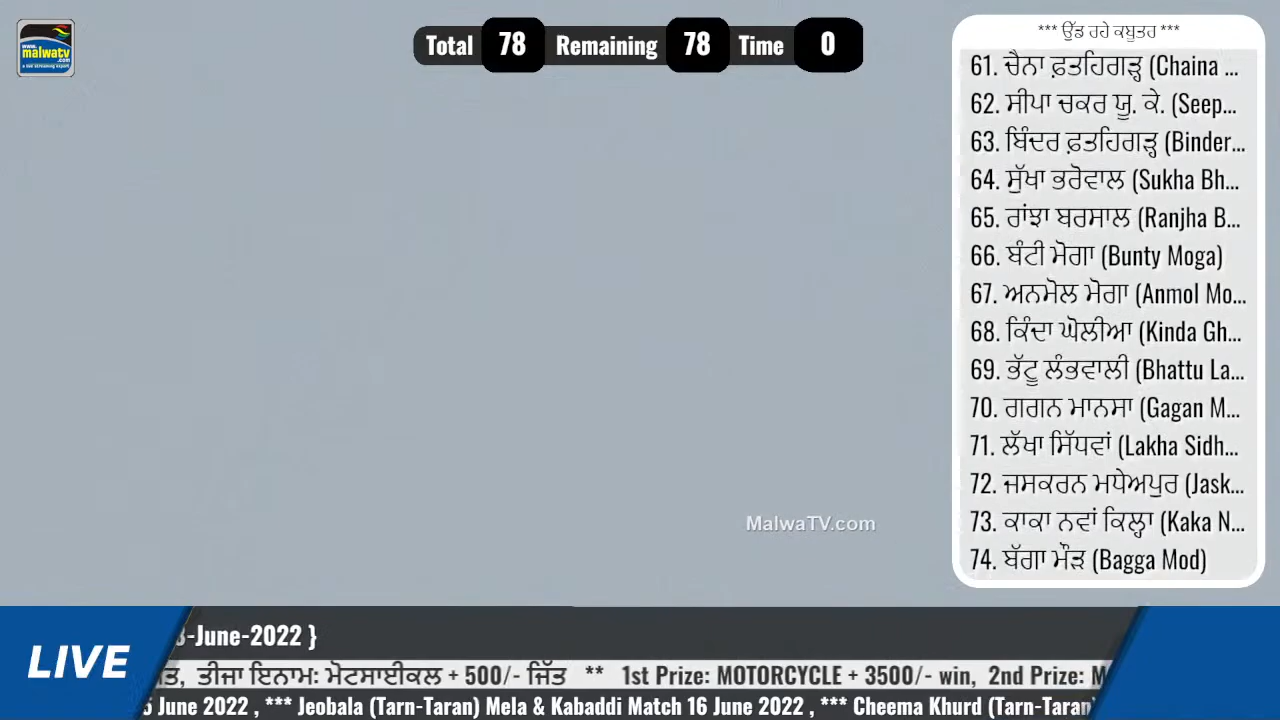 www.
malwatv
.com
Total 78 Remaining 78 Time 0
*** ਉੱਡ ਰਹੇ ਕਬੂਤਰ ***
61. ਚੈਨਾ ਫ਼ਤਹਿਗੜ੍ਹ (Chaina ...
62. ਸੀਪਾ ਚਕਰ ਯੂ. ਕੇ. (Seep...
63. ਬਿੰਦਰ ਫ਼ਤਹਿਗੜ੍ਹ (Binder...
64. ਸੁੱਖਾ ਭਰੋਵਾਲ (Sukha Bh...
65. ਰਾਂਝਾ ਬਰਸਾਲ (Ranjha B...
66. ਬੰਟੀ ਮੋਗਾ (Bunty Moga)
67. ਅਨਮੋਲ ਮੋਗਾ (Anmol Mo...
68. ਕਿੰਦਾ ਘੋਲੀਆ (Kinda Gh...
69. ਭੱਟੂ ਲੰਭਵਾਲੀ (Bhattu La...
70. ਗਗਨ ਮਾਨਸਾ (Gagan M...
71. ਲੱਖਾ ਸਿੱਧਵਾਂ (Lakha Sidh...
72. ਜਸਕਰਨ ਮਧੇਅਪੁਰ (Jask...
73. ਕਾਕਾ ਨਵਾਂ ਕਿਲ੍ਹਾ (Kaka N...
74. ਬੱਗਾ ਮੌੜ (Bagga Mod)
MalwaTV.com
LIVE
-June-2022 }
ਤੀਜਾ ਇਨਾਮ: ਮੋਟਸਾਈਕਲ + 500/- ਜਿੱਤ ** 1st Prize: MOTORCYCLE + 3500/- win, 2nd Prize: M
June 2022 , *** Jeobala (Tarn-Taran) Mela & Kabaddi Match 16 June 2022 , *** Cheema Khurd (Tarn-Taran